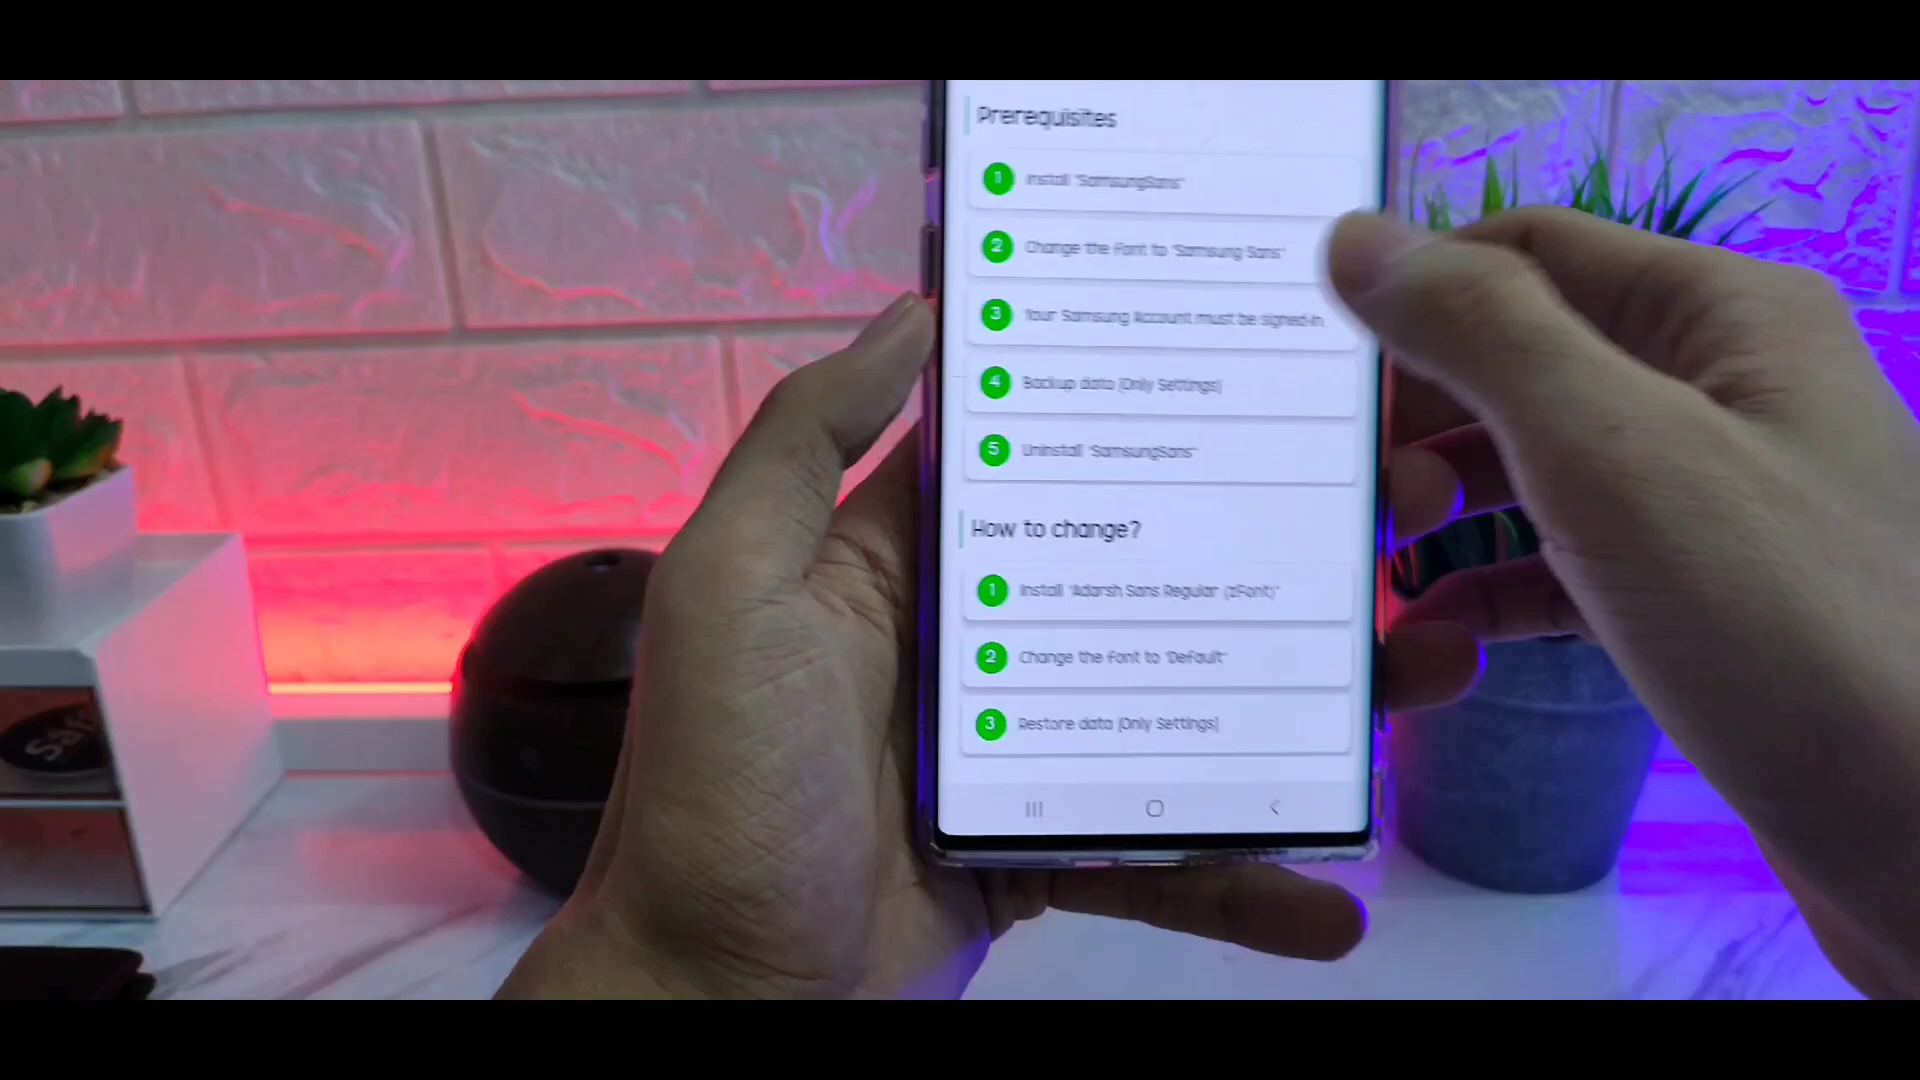 Prerequisites
1 Install "SamsungSans"
2 Change the Font to "Samsung Sans"
3 Your Samsung Account must be signed-in
4 Backup data [Only Settings]
5 Uninstall "SamsungSans"
How to change?
1 Install "Adarsh Sans Regular (zFont)"
2 Change the Font to "Default"
3 Restore data [Only Settings]